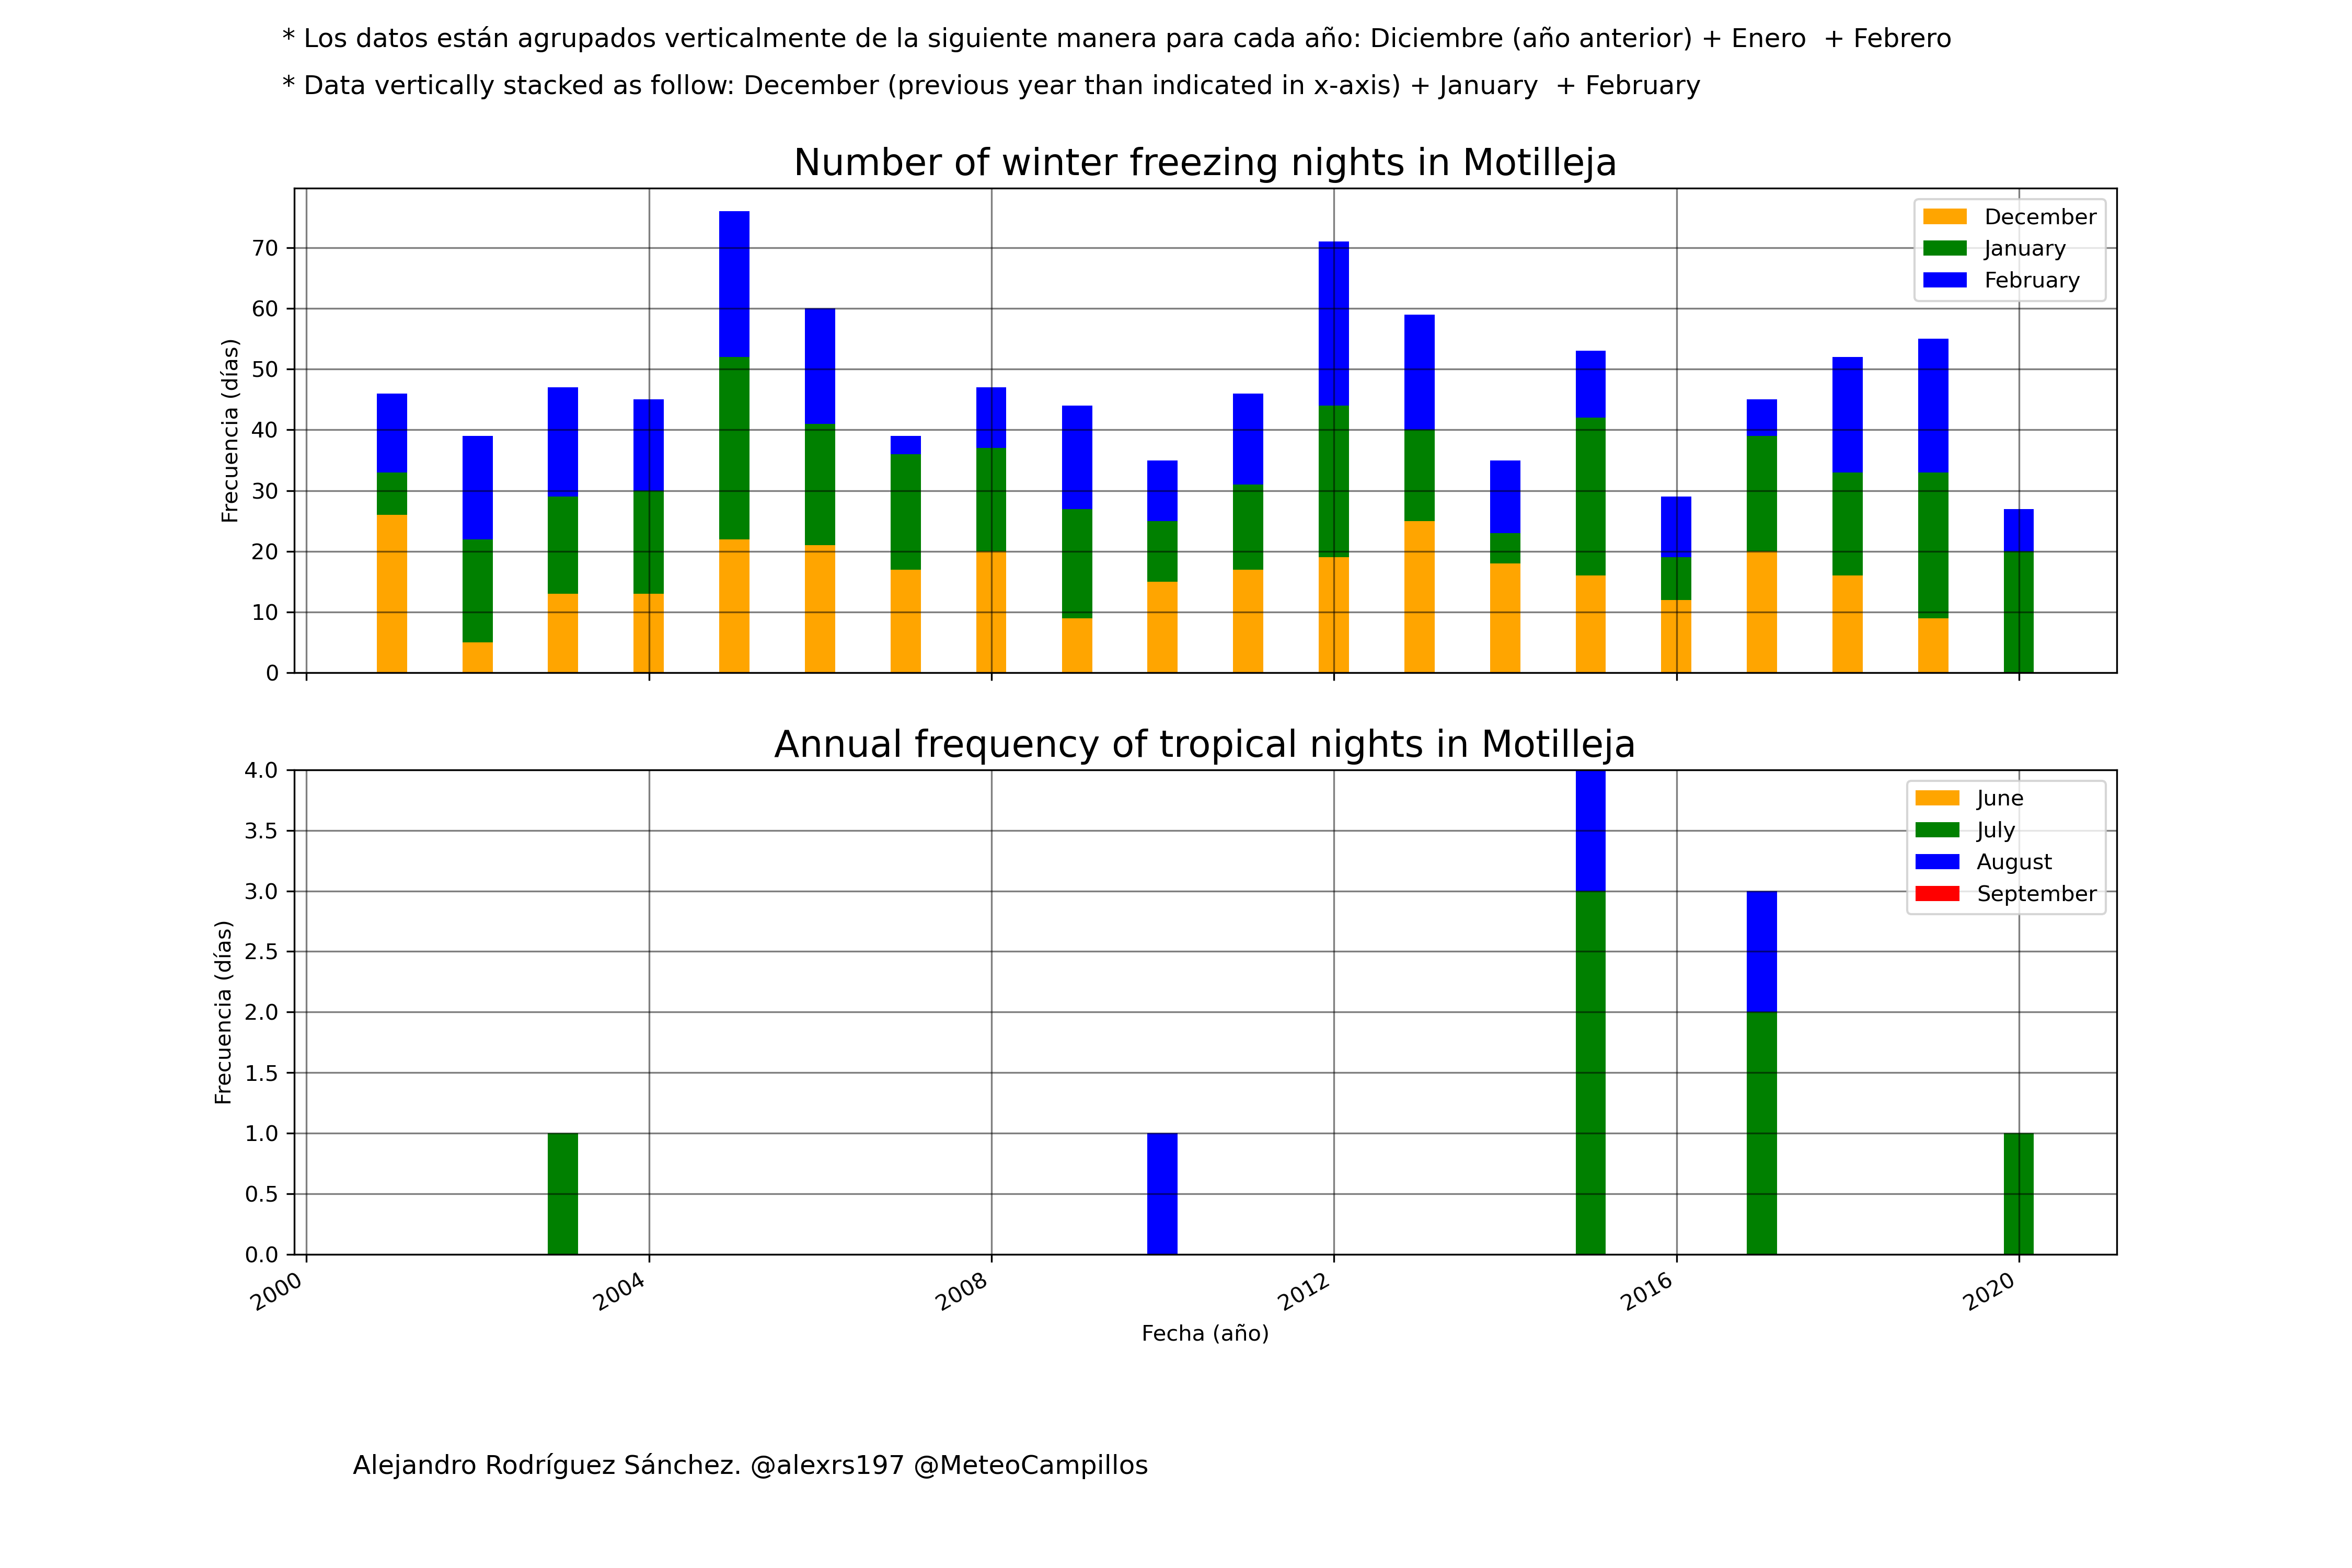 * Los datos están agrupados verticalmente de la siguiente manera para cada año: Diciembre (año anterior) + Enero  + Febrero
* Data vertically stacked as follow: December (previous year than indicated in x-axis) + January  + February
Number of winter freezing nights in Motilleja
Frecuencia (días)
70
60
50
40
30
20
10
0
December
January
February
Annual frequency of tropical nights in Motilleja
Frecuencia (días)
4.0
3.5
3.0
2.5
2.0
1.5
1.0
0.5
0.0
June
July
August
September
2000
2004
2008
2012
2016
2020
Fecha (año)
Alejandro Rodríguez Sánchez. @alexrs197 @MeteoCampillos